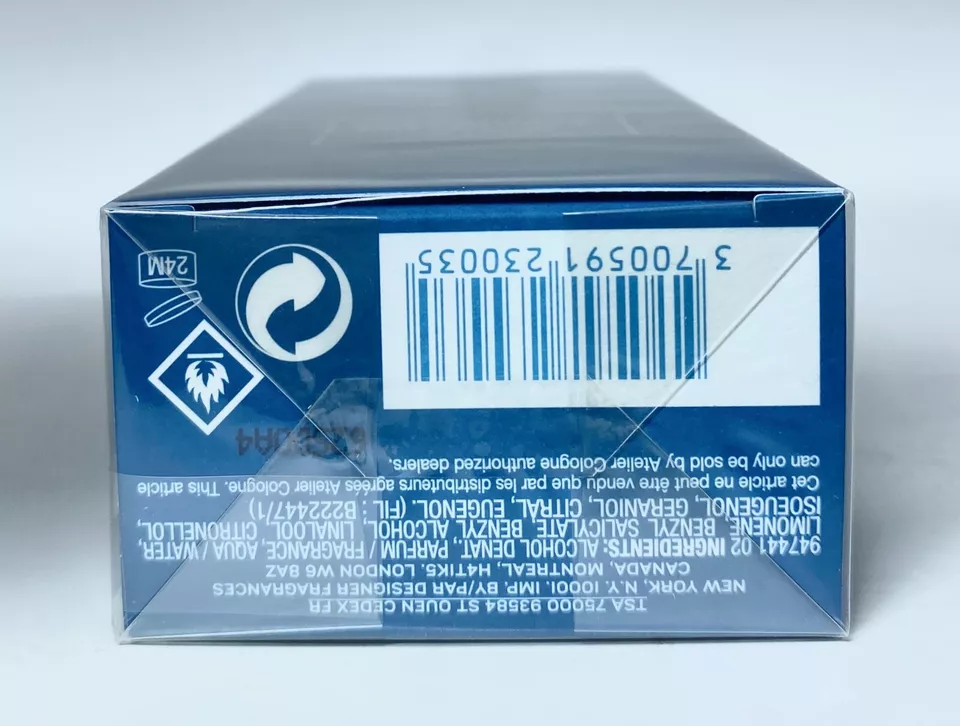 TSA 75000 93584 ST OUEN CEDEX FR
NEW YORK, N.Y. 10001. IMP. BY/PAR DESIGNER FRAGRANCES
CANADA, MONTREAL, H4T1K5. LONDON W6 8AZ
947441 02 INGREDIENTS: ALCOHOL DENAT, PARFUM / FRAGRANCE, AQUA / WATER,
LIMONENE, BENZYL SALICYLATE, BENZYL ALCOHOL, LINALOOL, CITRONELLOL,
ISOEUGENOL, GERANIOL, CITRAL, EUGENOL. (FIL : B222447/1)
Cet article ne peut être vendu que par les distributeurs agréés Atelier Cologne. This article
can only be sold by Atelier Cologne authorized dealers.
3 700591 230035
24M